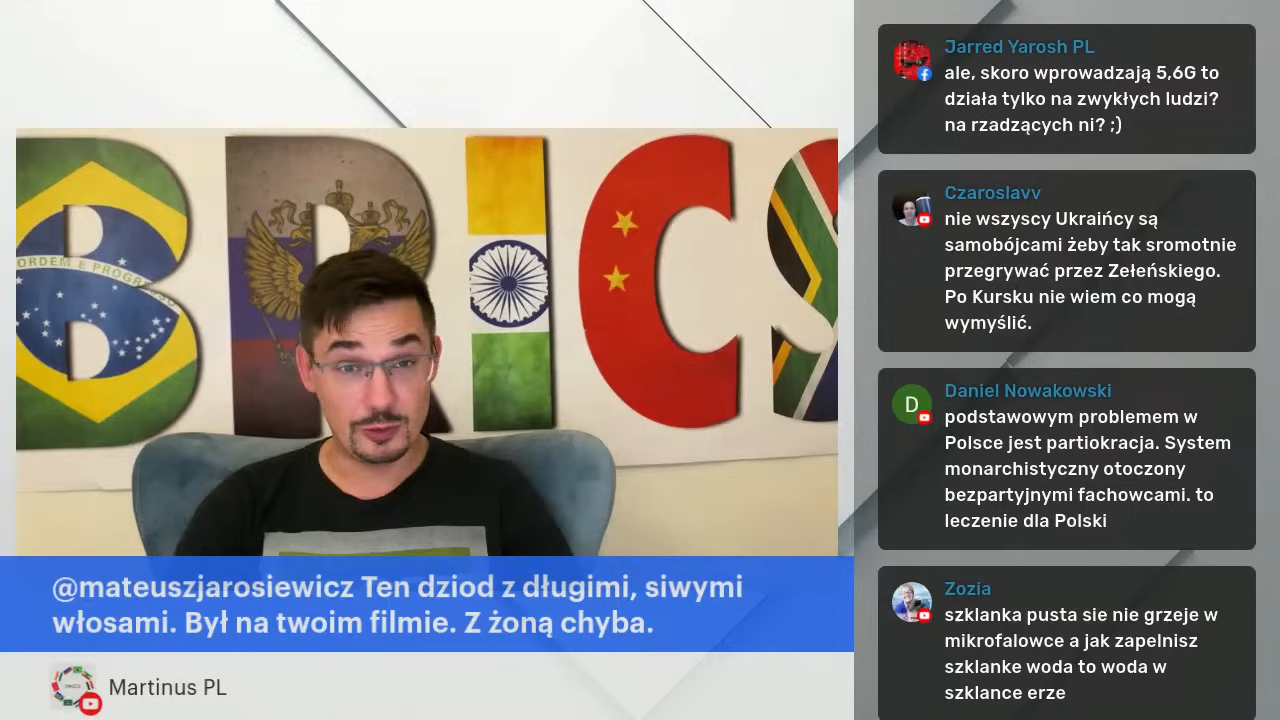 BRICS
ORDEM E PROGR
@mateuszjarosiewicz Ten dziod z długimi, siwymi
włosami. Był na twoim filmie. Z żoną chyba.
Martinus PL
Jarred Yarosh PL
ale, skoro wprowadzają 5,6G to
działa tylko na zwykłych ludzi?
na rzadzących ni? ;)
Czaroslavv
nie wszyscy Ukraińcy są
samobójcami żeby tak sromotnie
przegrywać przez Zełeńskiego.
Po Kursku nie wiem co mogą
wymyślić.
D
Daniel Nowakowski
podstawowym problemem w
Polsce jest partiokracja. System
monarchistyczny otoczony
bezpartyjnymi fachowcami. to
leczenie dla Polski
Zozia
szklanka pusta sie nie grzeje w
mikrofalowce a jak zapelnisz
szklanke woda to woda w
szklance erze